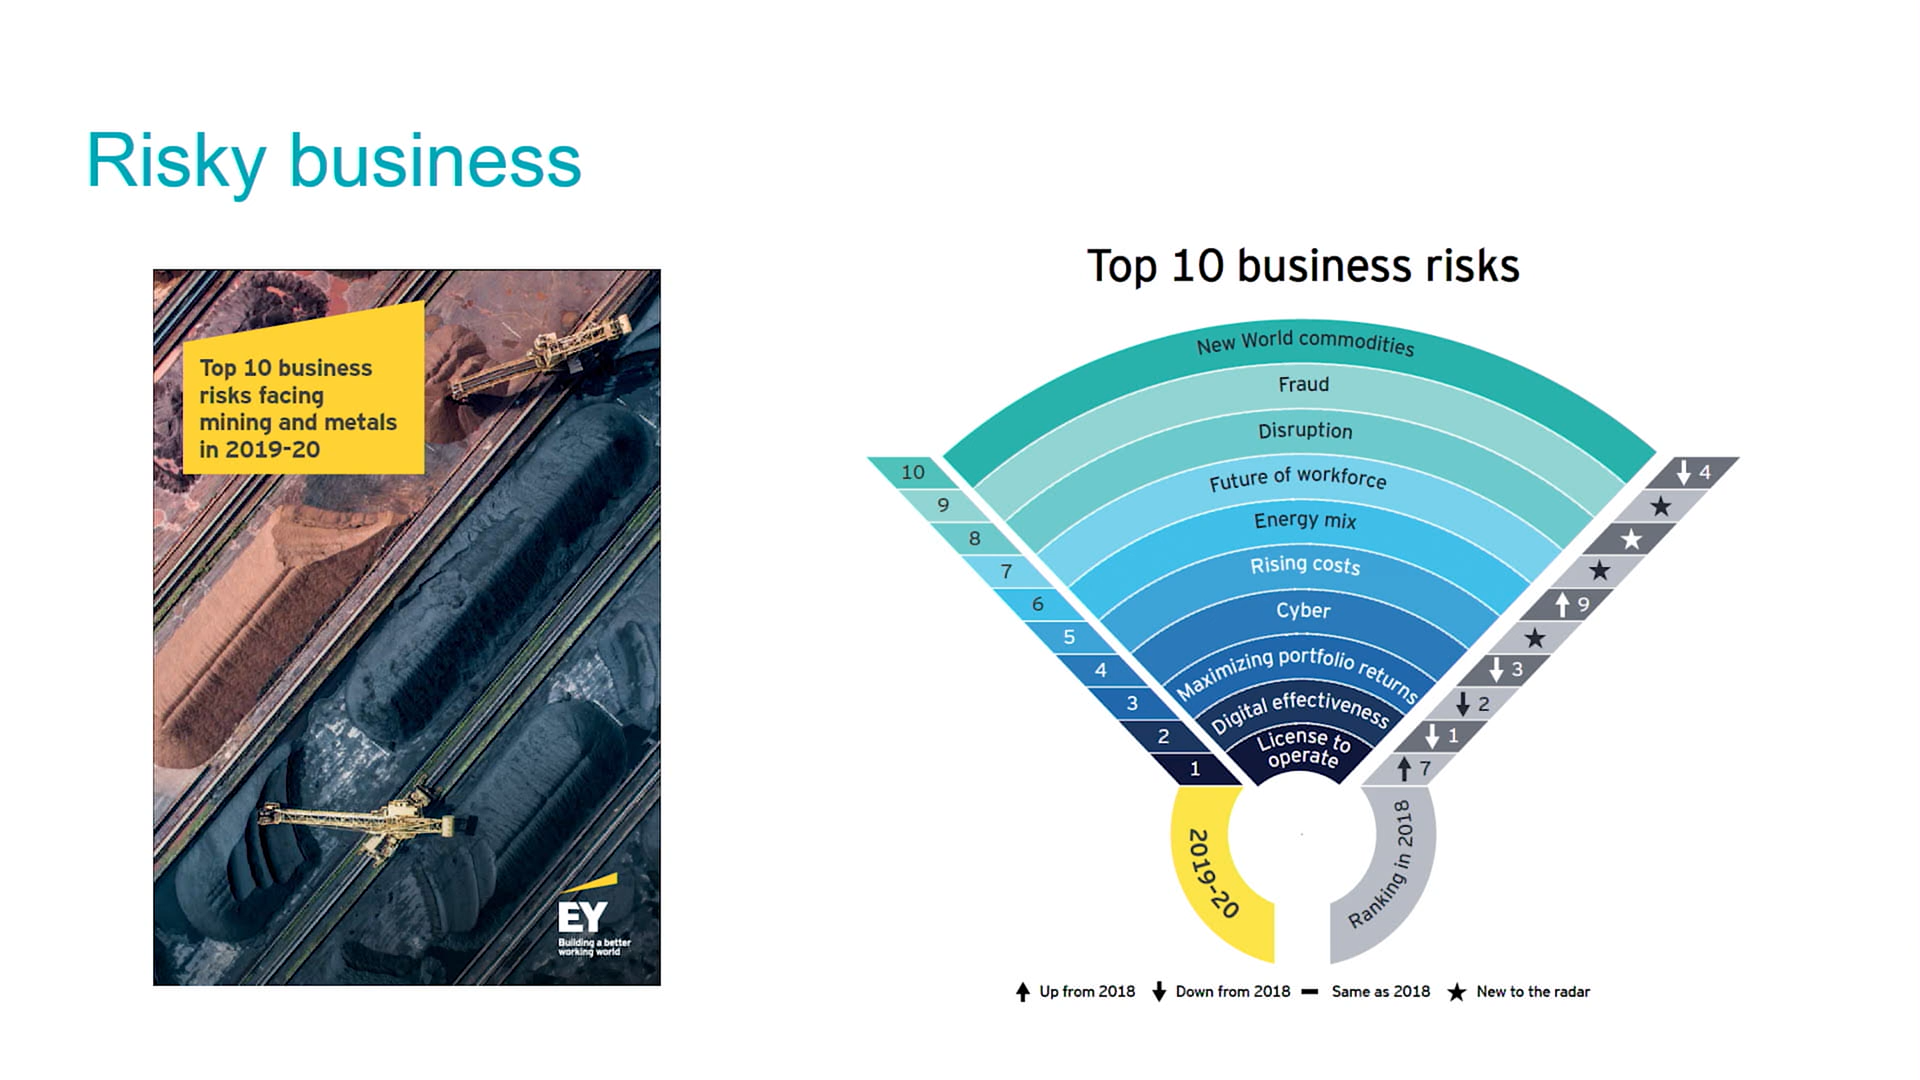 Risky business
Top 10 business
risks facing
mining and metals
in 2019-20
EY
Building a better
working world
Top 10 business risks
New World commodities
Fraud
Disruption
Future of workforce
Energy mix
Rising costs
Cyber
Maximizing portfolio returns
Digital effectiveness
License to
operate
10
9
8
7
6
5
4
3
2
1
4
9
3
2
1
7
2019-20
Ranking in 2018
Up from 2018
Down from 2018
Same as 2018
New to the radar